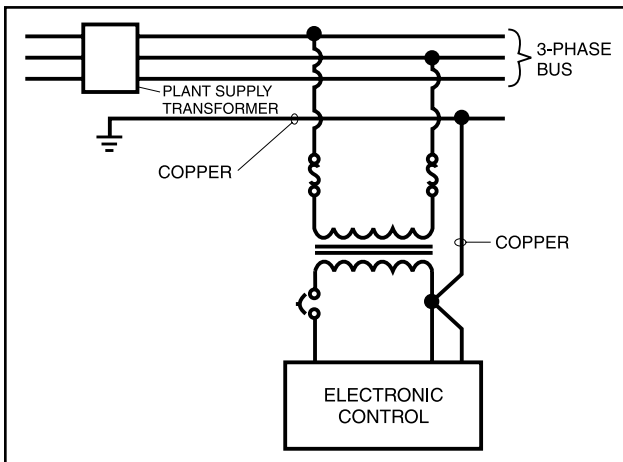 3-PHASE
BUS
PLANT SUPPLY
TRANSFORMER
COPPER
COPPER
ELECTRONIC
CONTROL